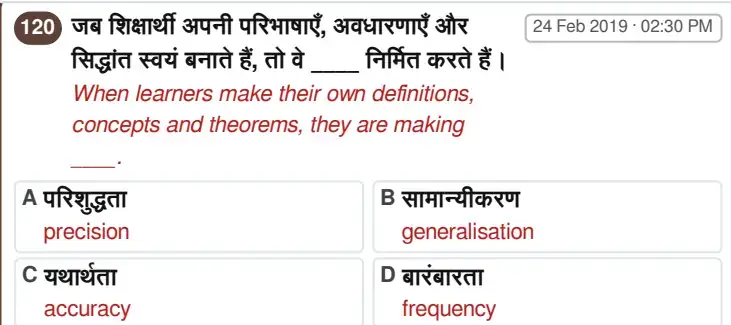 120 जब शिक्षार्थी अपनी परिभाषाएँ, अवधारणाएँ और
24 Feb 2019 · 02:30 PM
सिद्धांत स्वयं बनाते हैं, तो वे ____ निर्मित करते हैं।
When learners make their own definitions,
concepts and theorems, they are making
____.
A परिशुद्धता
precision
B सामान्यीकरण
generalisation
C यथार्थता
accuracy
D बारंबारता
frequency